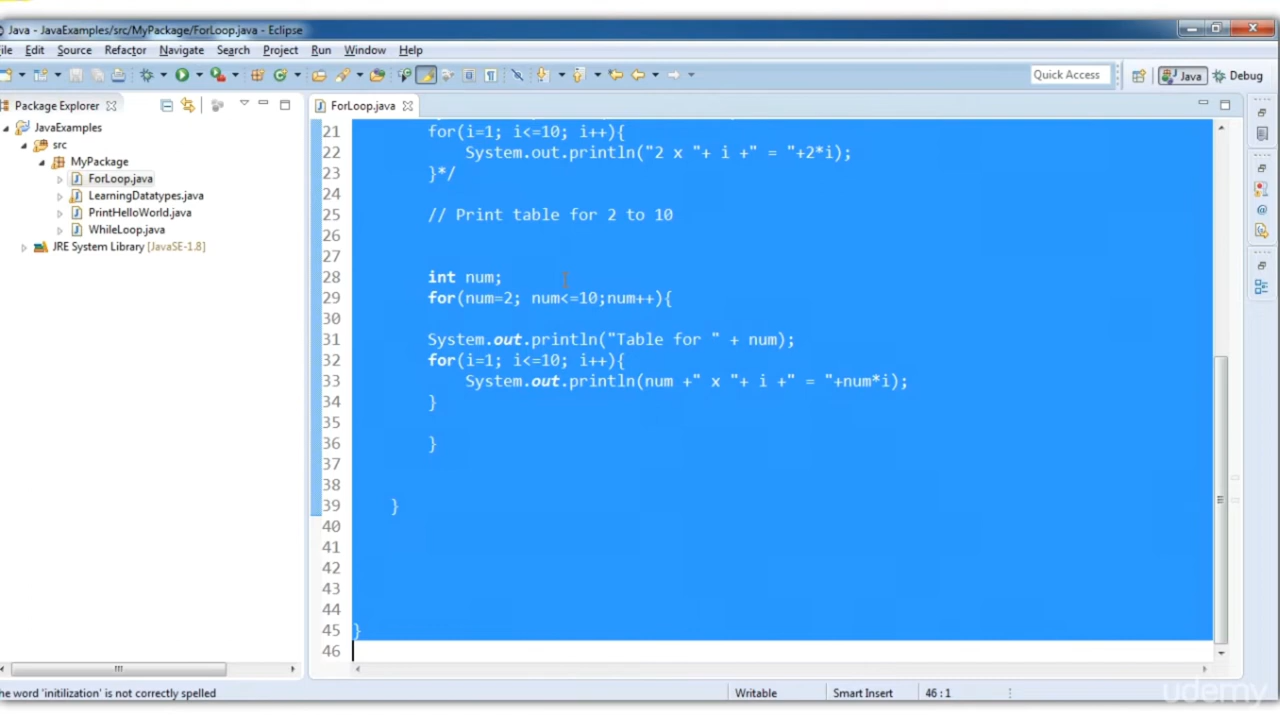 Java - JavaExamples/src/MyPackage/ForLoop.java - Eclipse
ile Edit Source Refactor Navigate Search Project Run Window Help
Quick Access Java Debug
Package Explorer
JavaExamples
src
MyPackage
ForLoop.java
LearningDatatypes.java
PrintHelloWorld.java
WhileLoop.java
JRE System Library [JavaSE-1.8]
ForLoop.java
21 for(i=1; i<=10; i++){
22 System.out.println("2 x "+ i +" = "+2*i);
23 }*/
24
25 // Print table for 2 to 10
26
27
28 int num;
29 for(num=2; num<=10;num++){
30
31 System.out.println("Table for " + num);
32 for(i=1; i<=10; i++){
33 System.out.println(num +" x "+ i +" = "+num*i);
34 }
35
36 }
37
38
39 }
40
41
42
43
44
45 }
46
he word 'initilization' is not correctly spelled
Writable Smart Insert 46 : 1
udemy